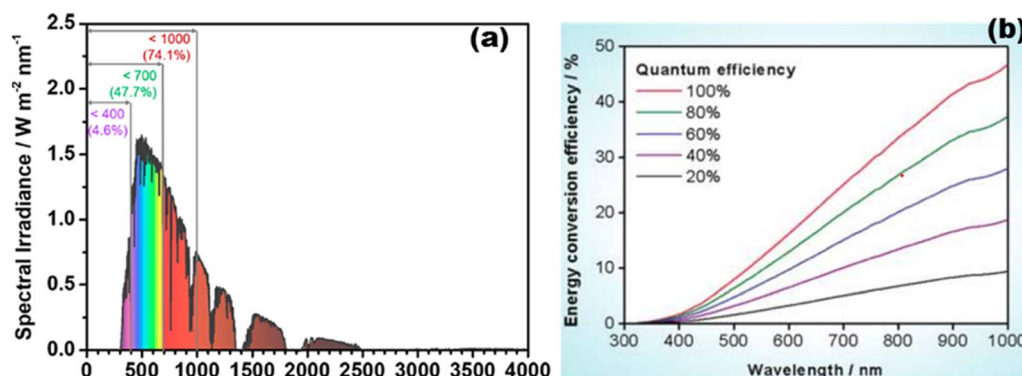 (a)
Spectral Irradiance / W m⁻² nm⁻¹
2.5
2.0
1.5
1.0
0.5
0.0
< 1000
(74.1%)
< 700
(47.7%)
< 400
(4.6%)
0 500 1000 1500 2000 2500 3000 3500 4000
(b)
Energy conversion efficiency / %
50
40
30
20
10
0
Quantum efficiency
100%
80%
60%
40%
20%
300 400 500 600 700 800 900 1000
Wavelength / nm